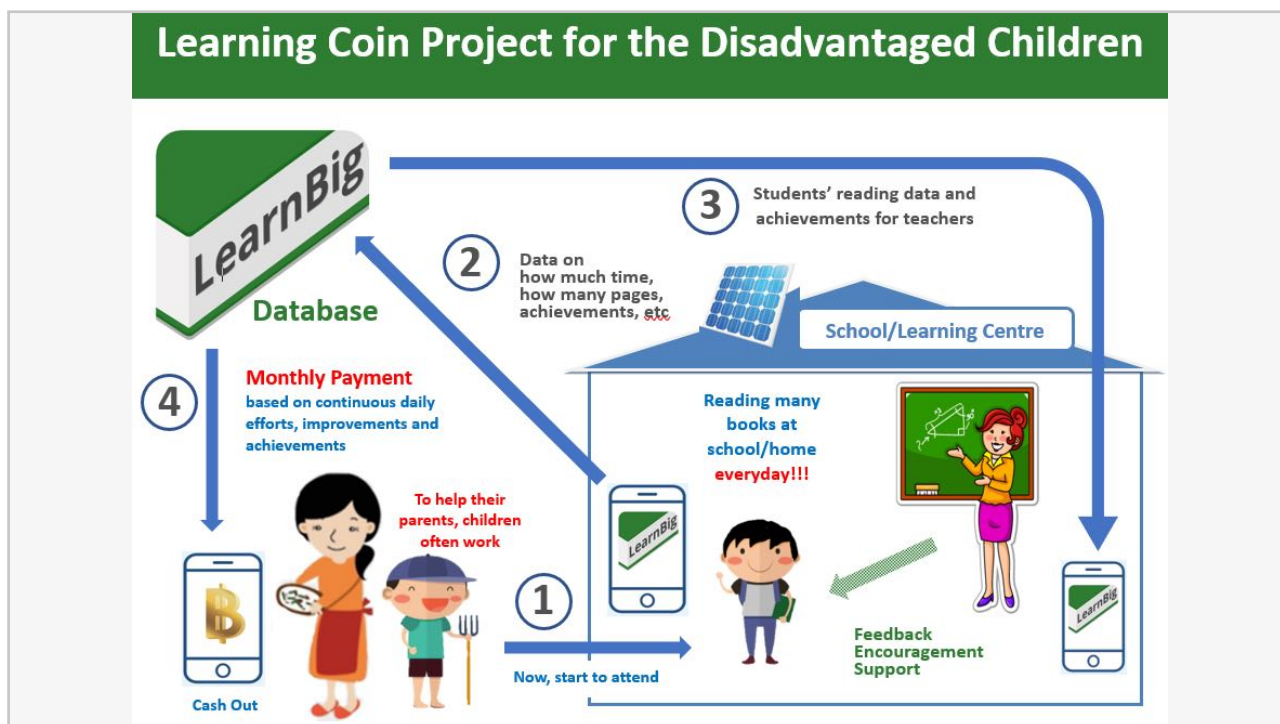 Learning Coin Project for the Disadvantaged Children
LearnBig
Database
3
Students’ reading data and
achievements for teachers
2
Data on
how much time,
how many pages,
achievements, etc
School/Learning Centre
4
Monthly Payment
based on continuous daily
efforts, improvements and
achievements
Reading many
books at
school/home
everyday!!!
To help their
parents, children
often work
LearnBig
1
Now, start to attend
Feedback
Encouragement
Support
LearnBig
฿
Cash Out